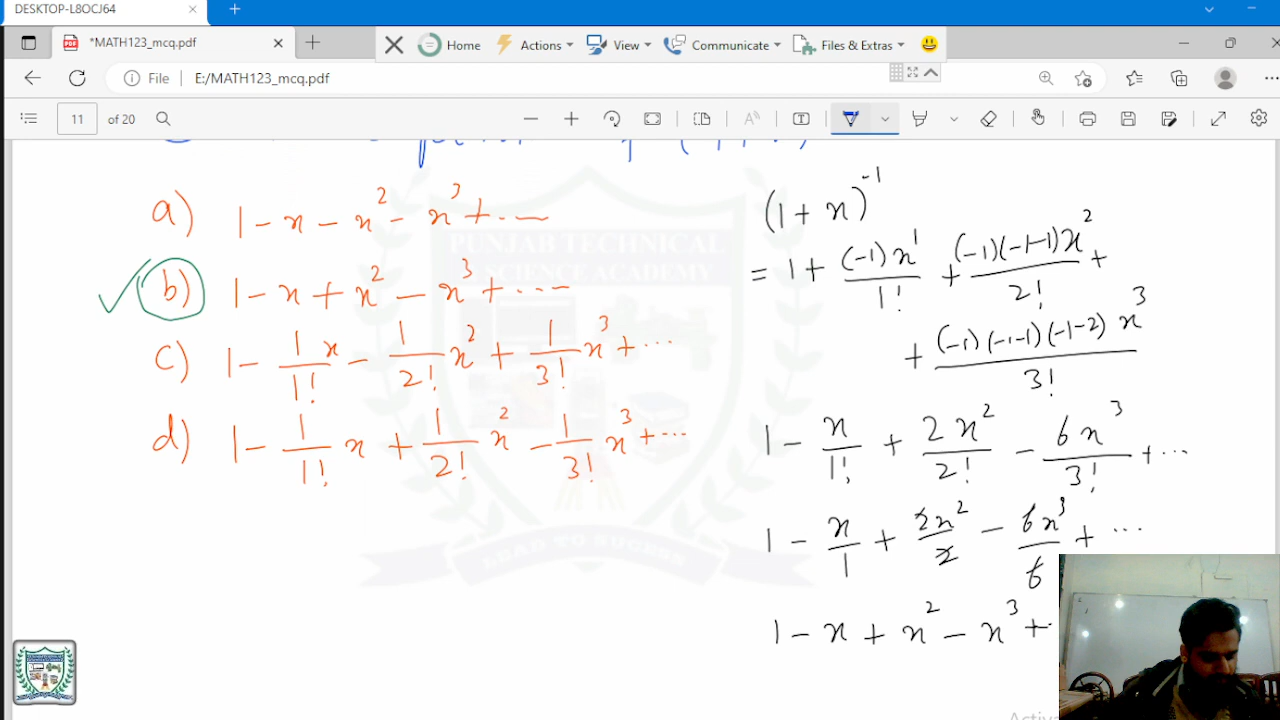 DESKTOP-L8OCJ64
*MATH123_mcq.pdf
Home Actions View Communicate Files & Extras
File E:/MATH123_mcq.pdf
11 of 20
a) 1 - x - x² - x³ + ....
b) 1 - x + x² - x³ + ....
c) 1 - 1/1! x - 1/2! x² + 1/3! x³ + ...
d) 1 - 1/1! x + 1/2! x² - 1/3! x³ + ...
(1 + x)⁻¹
= 1 + (-1)x¹/1! + (-1)(-1-1)x²/2! +
+ (-1)(-1-1)(-1-2)x³/3!
1 - x/1! + 2x²/2! - 6x³/3! + ...
1 - x/1 + 2x²/2 - 6x³/6 + ...
1 - x + x² - x³ +
PUNJAB TECHNICAL
SCIENCE ACADEMY
LEAD TO SUCCESS